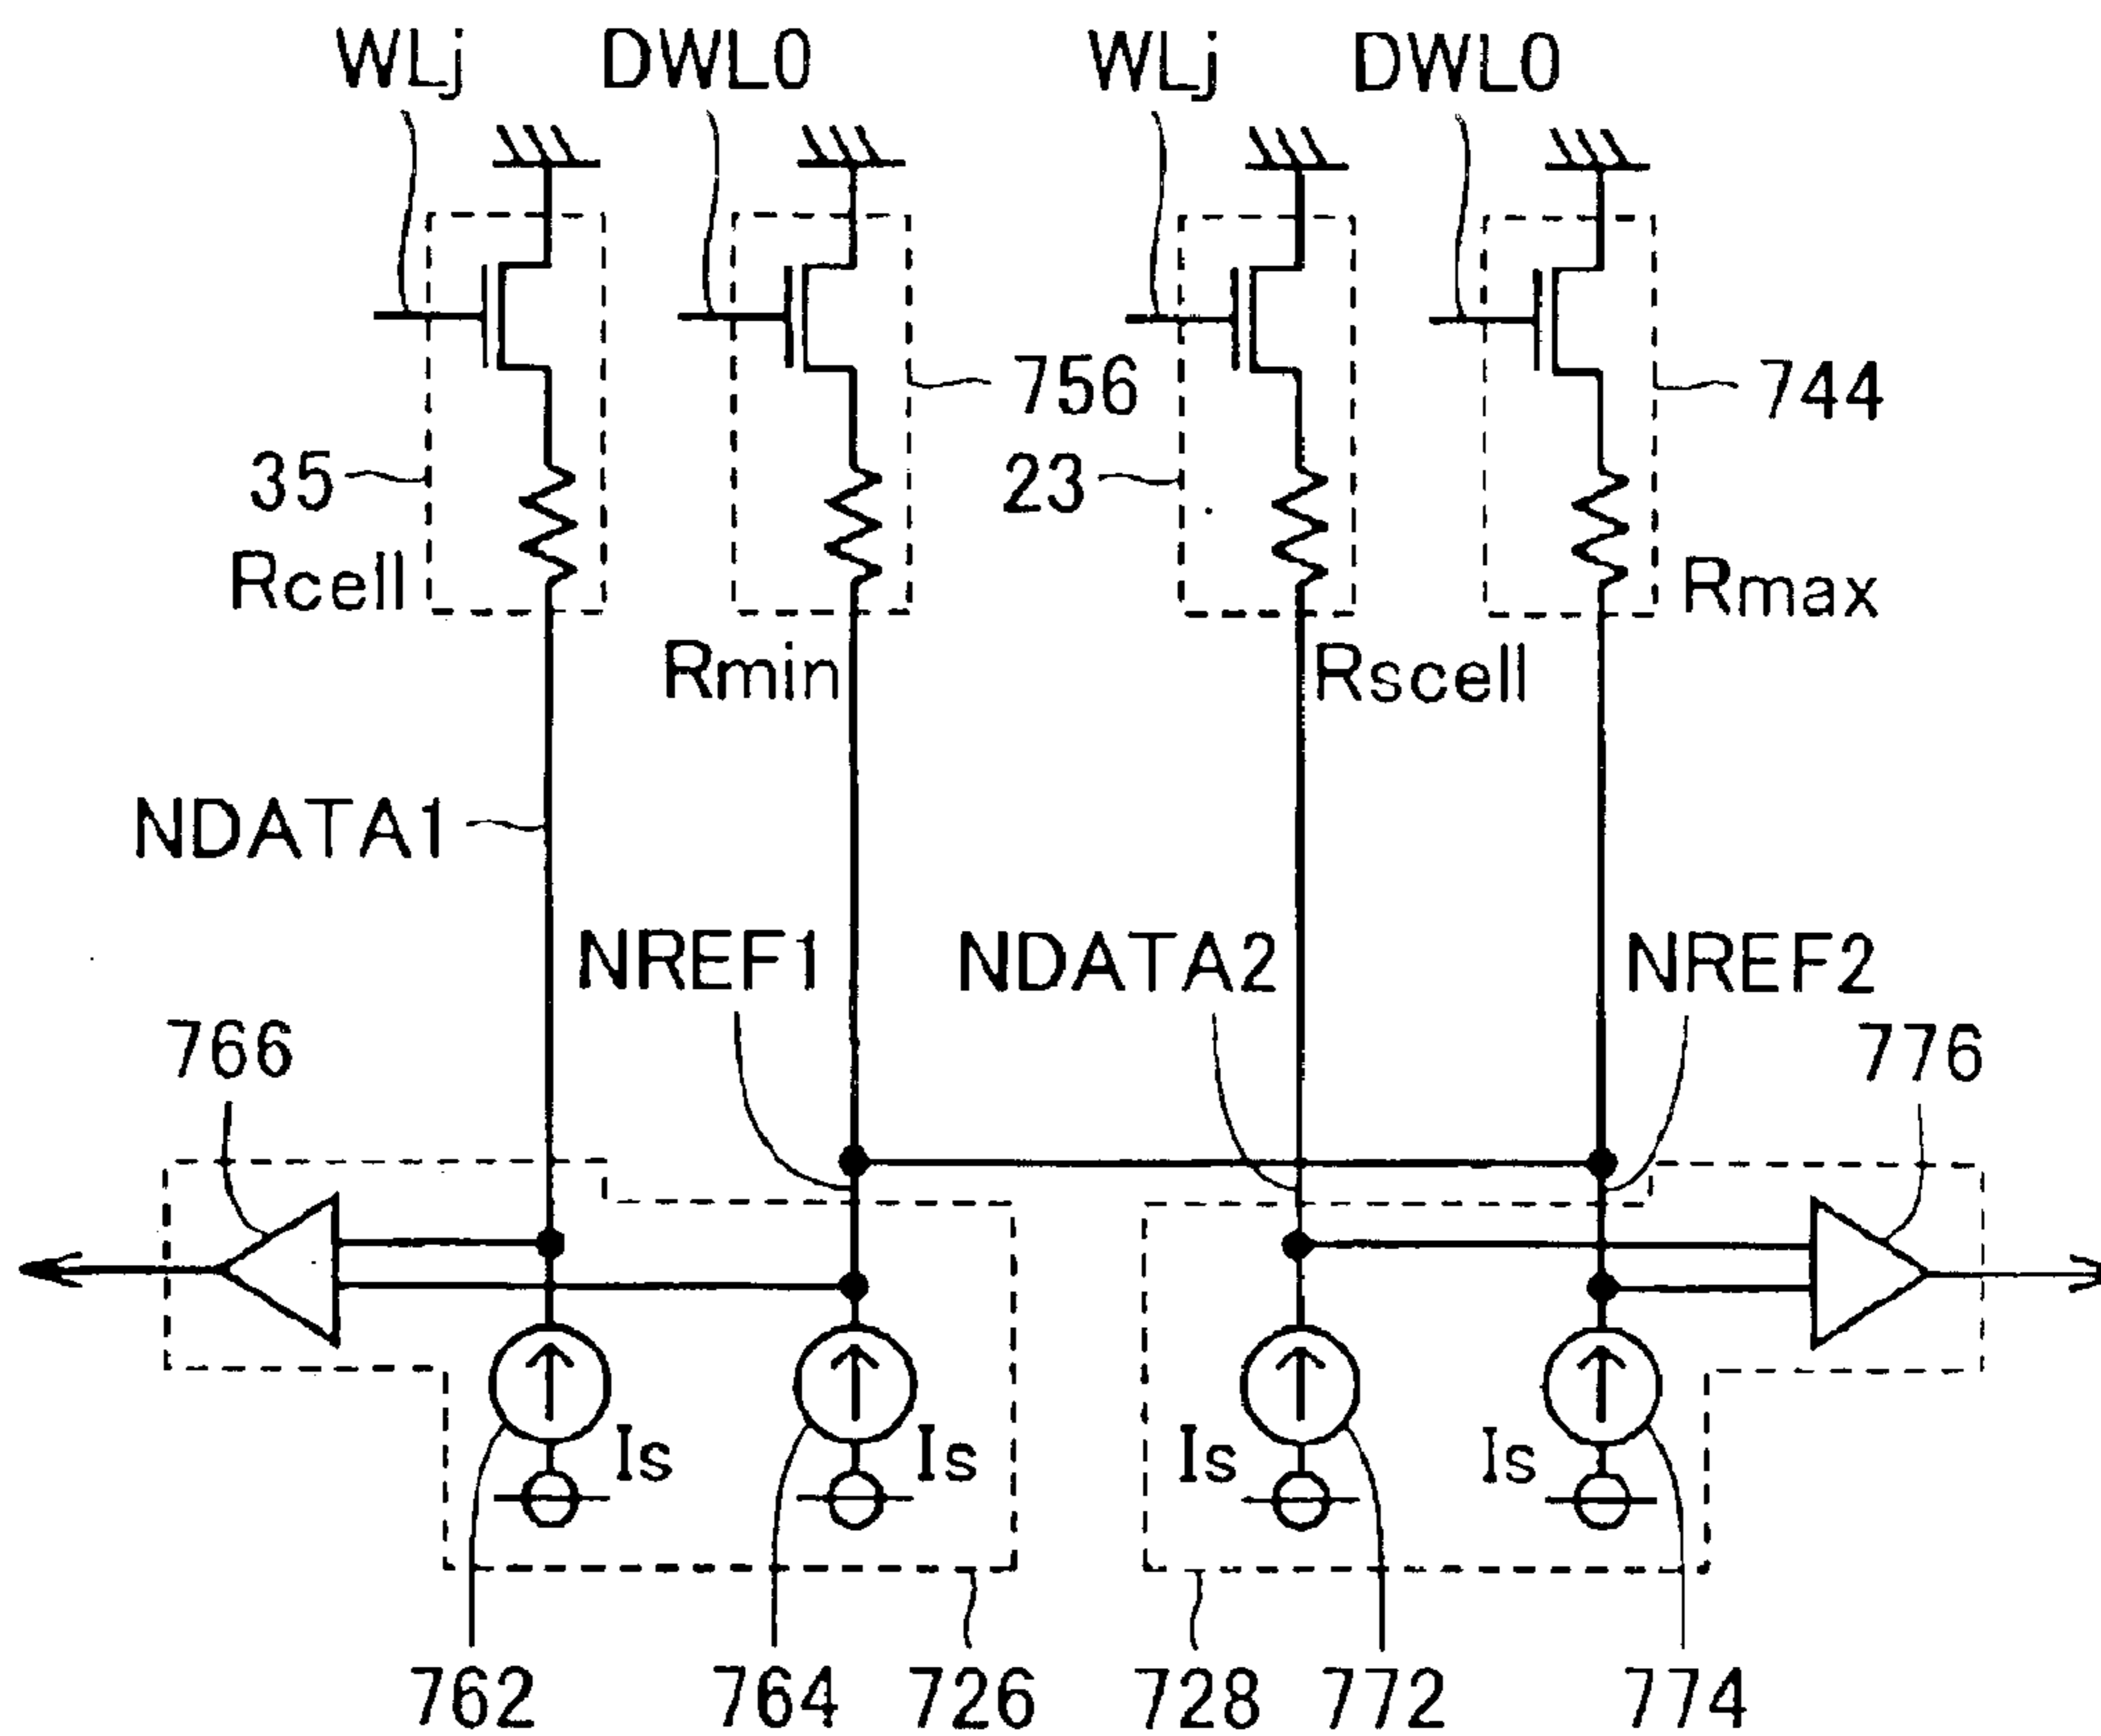 WLj DWL0 WLj DWL0
756 744
35 23
Rcell Rmax
Rmin Rscell
NDATA1
NREF1 NDATA2 NREF2
766 776
Is Is Is Is
762 764 726 728 772 774